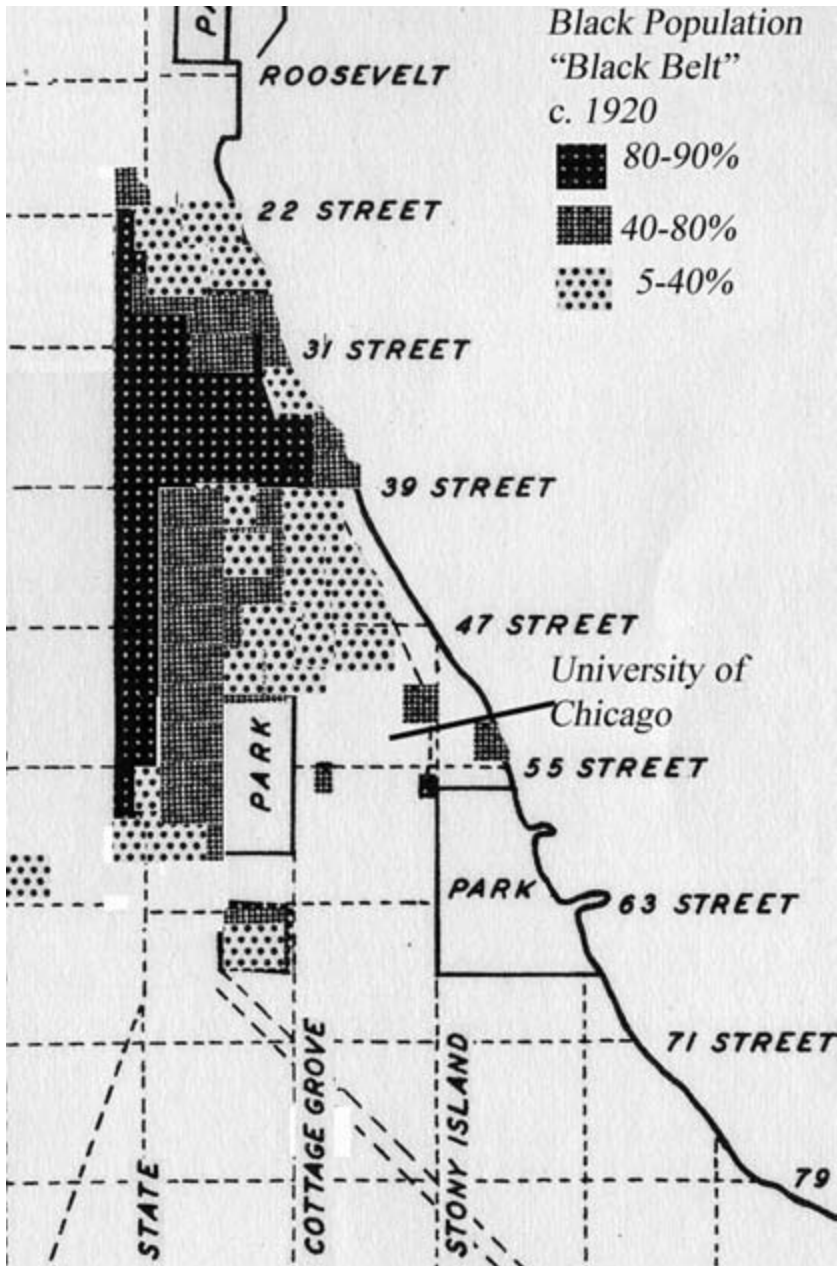 Black Population
“Black Belt”
c. 1920
80-90%
40-80%
5-40%
ROOSEVELT
22 STREET
31 STREET
39 STREET
47 STREET
University of
Chicago
55 STREET
PARK
PARK
63 STREET
71 STREET
79
STATE
COTTAGE GROVE
STONY ISLAND